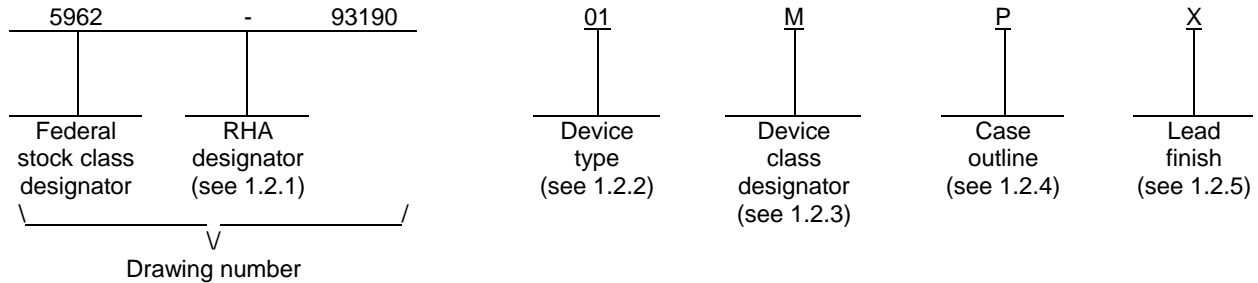 5962 - 93190 01 M P X
Federal stock class designator
RHA designator (see 1.2.1)
Device type (see 1.2.2)
Device class designator (see 1.2.3)
Case outline (see 1.2.4)
Lead finish (see 1.2.5)
Drawing number